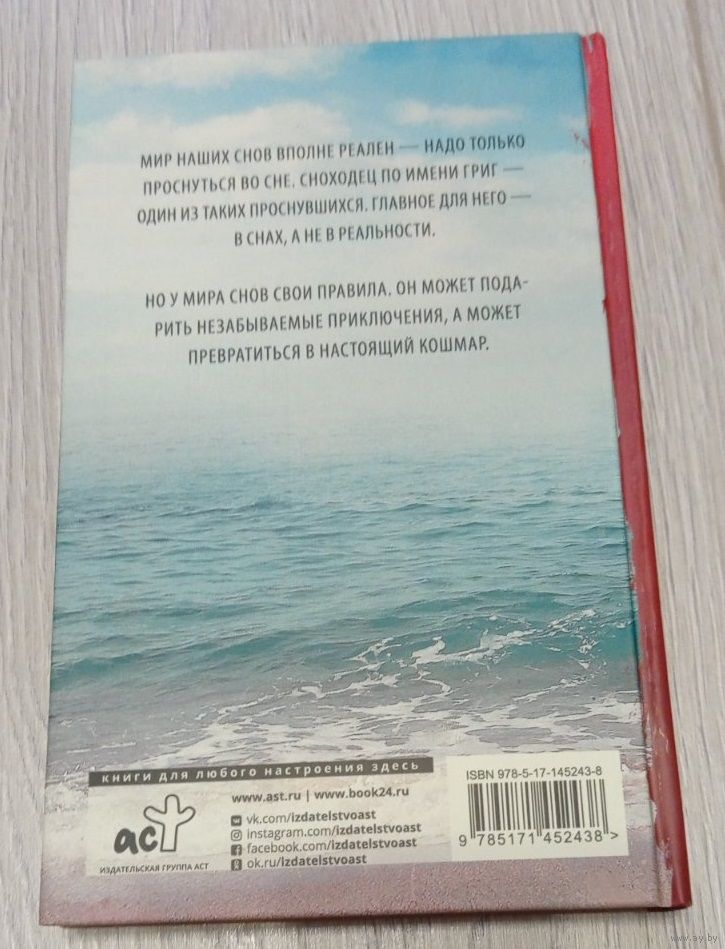 МИР НАШИХ СНОВ ВПОЛНЕ РЕАЛЕН — НАДО ТОЛЬКО
ПРОСНУТЬСЯ ВО СНЕ. СНОХОДЕЦ ПО ИМЕНИ ГРИГ —
ОДИН ИЗ ТАКИХ ПРОСНУВШИХСЯ. ГЛАВНОЕ ДЛЯ НЕГО —
В СНАХ, А НЕ В РЕАЛЬНОСТИ.
НО У МИРА СНОВ СВОИ ПРАВИЛА. ОН МОЖЕТ ПОДА-
РИТЬ НЕЗАБЫВАЕМЫЕ ПРИКЛЮЧЕНИЯ, А МОЖЕТ
ПРЕВРАТИТЬСЯ В НАСТОЯЩИЙ КОШМАР.
книги для любого настроения здесь
www.ast.ru | www.book24.ru
vk.com/izdatelstvoast
instagram.com/izdatelstvoast
facebook.com/izdatelstvoast
ok.ru/izdatelstvoast
аст
ИЗДАТЕЛЬСКАЯ ГРУППА АСТ
ISBN 978-5-17-145243-8
9 785171 452438 >
www.ay.by